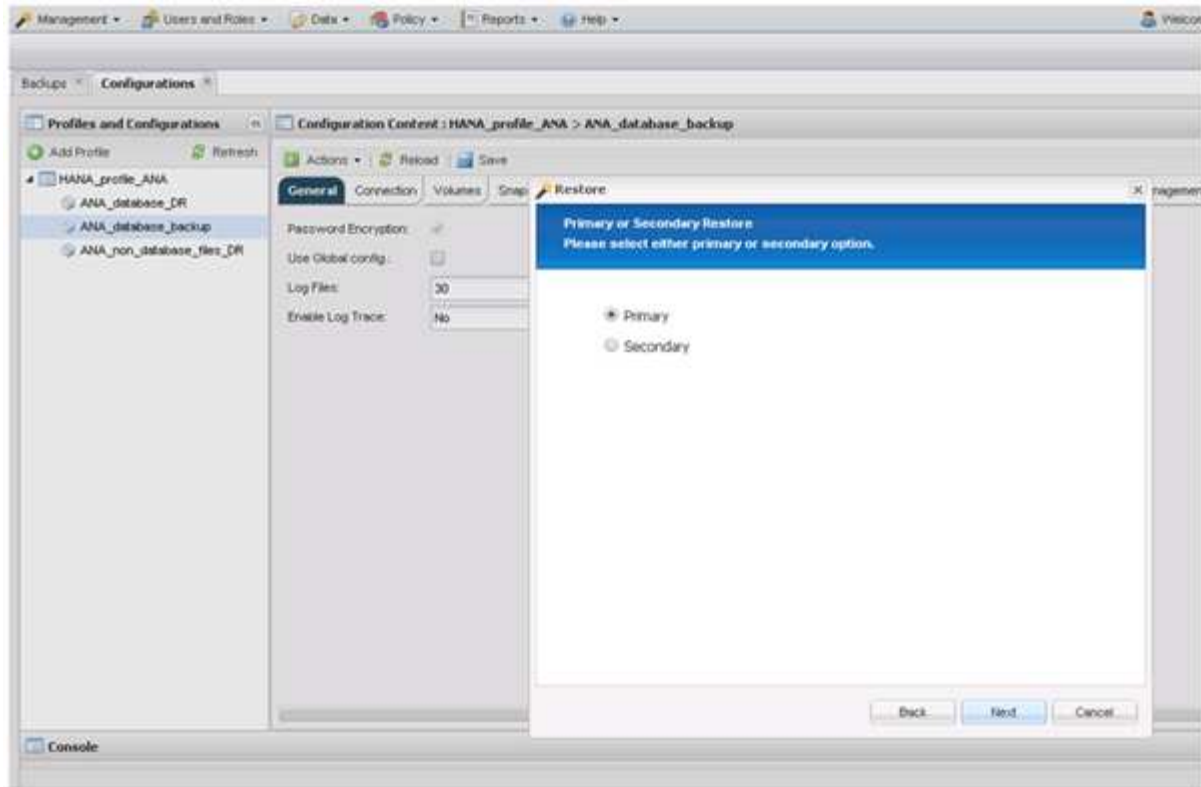 Management Users and Roles Data Policy Reports Help
Backups Configurations
Profiles and Configurations
Add Profile Refresh
HANA_profile_ANA
ANA_database_DR
ANA_database_backup
ANA_non_database_files_DR
Configuration Content : HANA_profile_ANA > ANA_database_backup
Actions Reload Save
General Connection Volumes Snap
Password Encryption:
Use Global config.:
Log Files: 30
Enable Log Trace: No
Restore
Primary or Secondary Restore
Please select either primary or secondary option.
Primary
Secondary
Back Next Cancel
Console